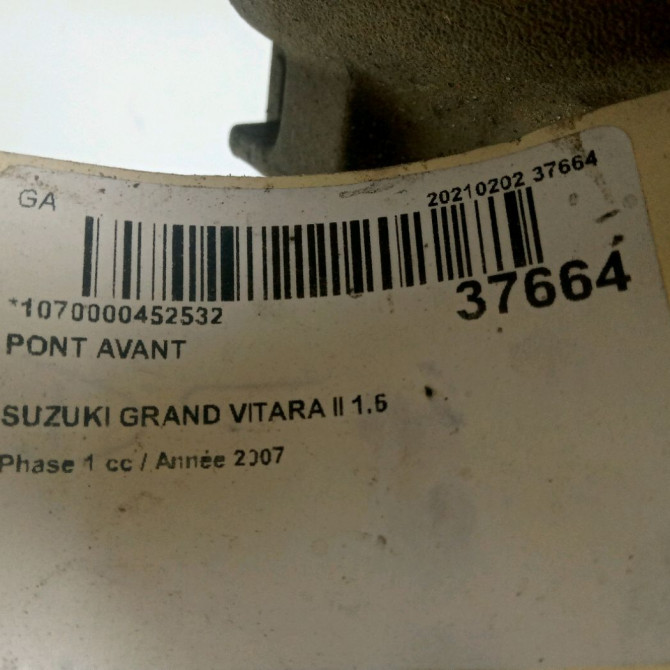 GA
20210202 37664
37664
*1070000452532
PONT AVANT
SUZUKI GRAND VITARA II 1.6
Phase 1 cc / Année 2007